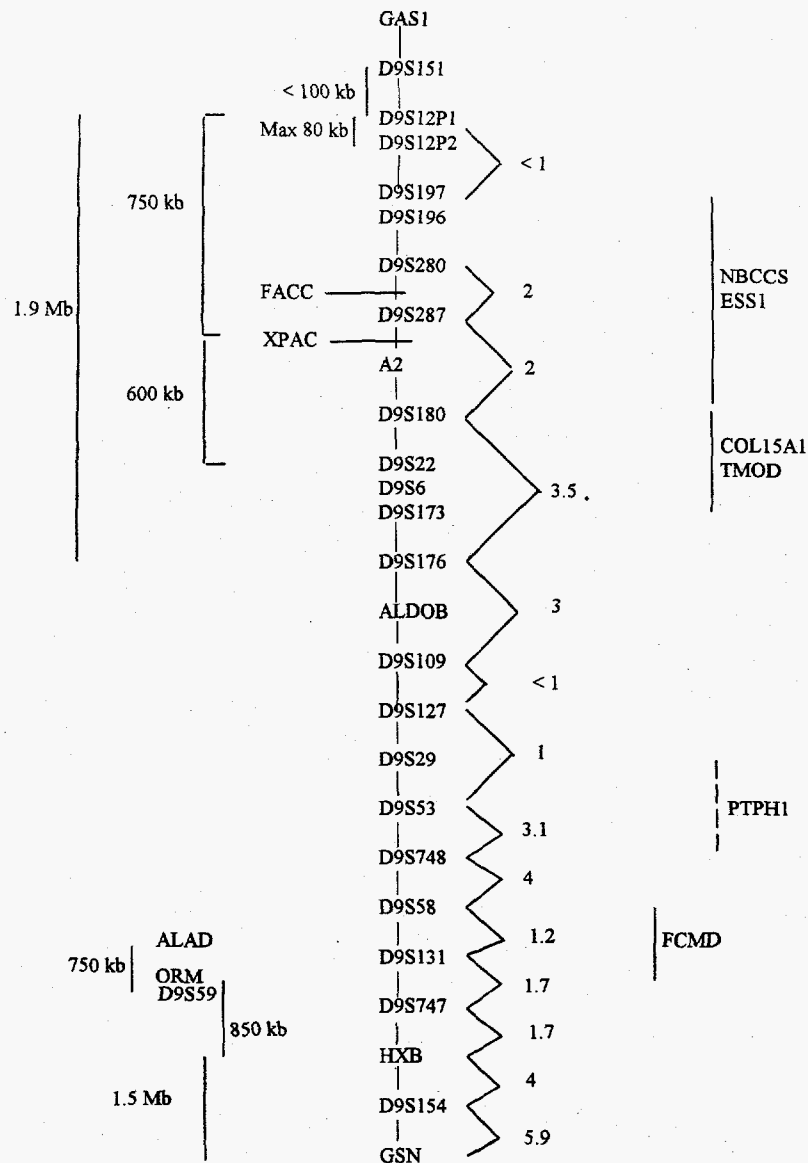 GAS1
D9S151
< 100 kb
D9S12P1
Max 80 kb
D9S12P2
< 1
D9S197
750 kb
D9S196
D9S280
NBCCS
FACC
2
ESS1
1.9 Mb
D9S287
XPAC
A2
2
600 kb
D9S180
COL15A1
D9S22
TMOD
D9S6
3.5
D9S173
D9S176
ALDOB
3
D9S109
< 1
D9S127
D9S29
1
D9S53
PTPH1
3.1
D9S748
4
D9S58
ALAD
1.2
FCMD
750 kb
D9S131
ORM
1.7
D9S59
D9S747
850 kb
1.7
HXB
4
1.5 Mb
D9S154
5.9
GSN